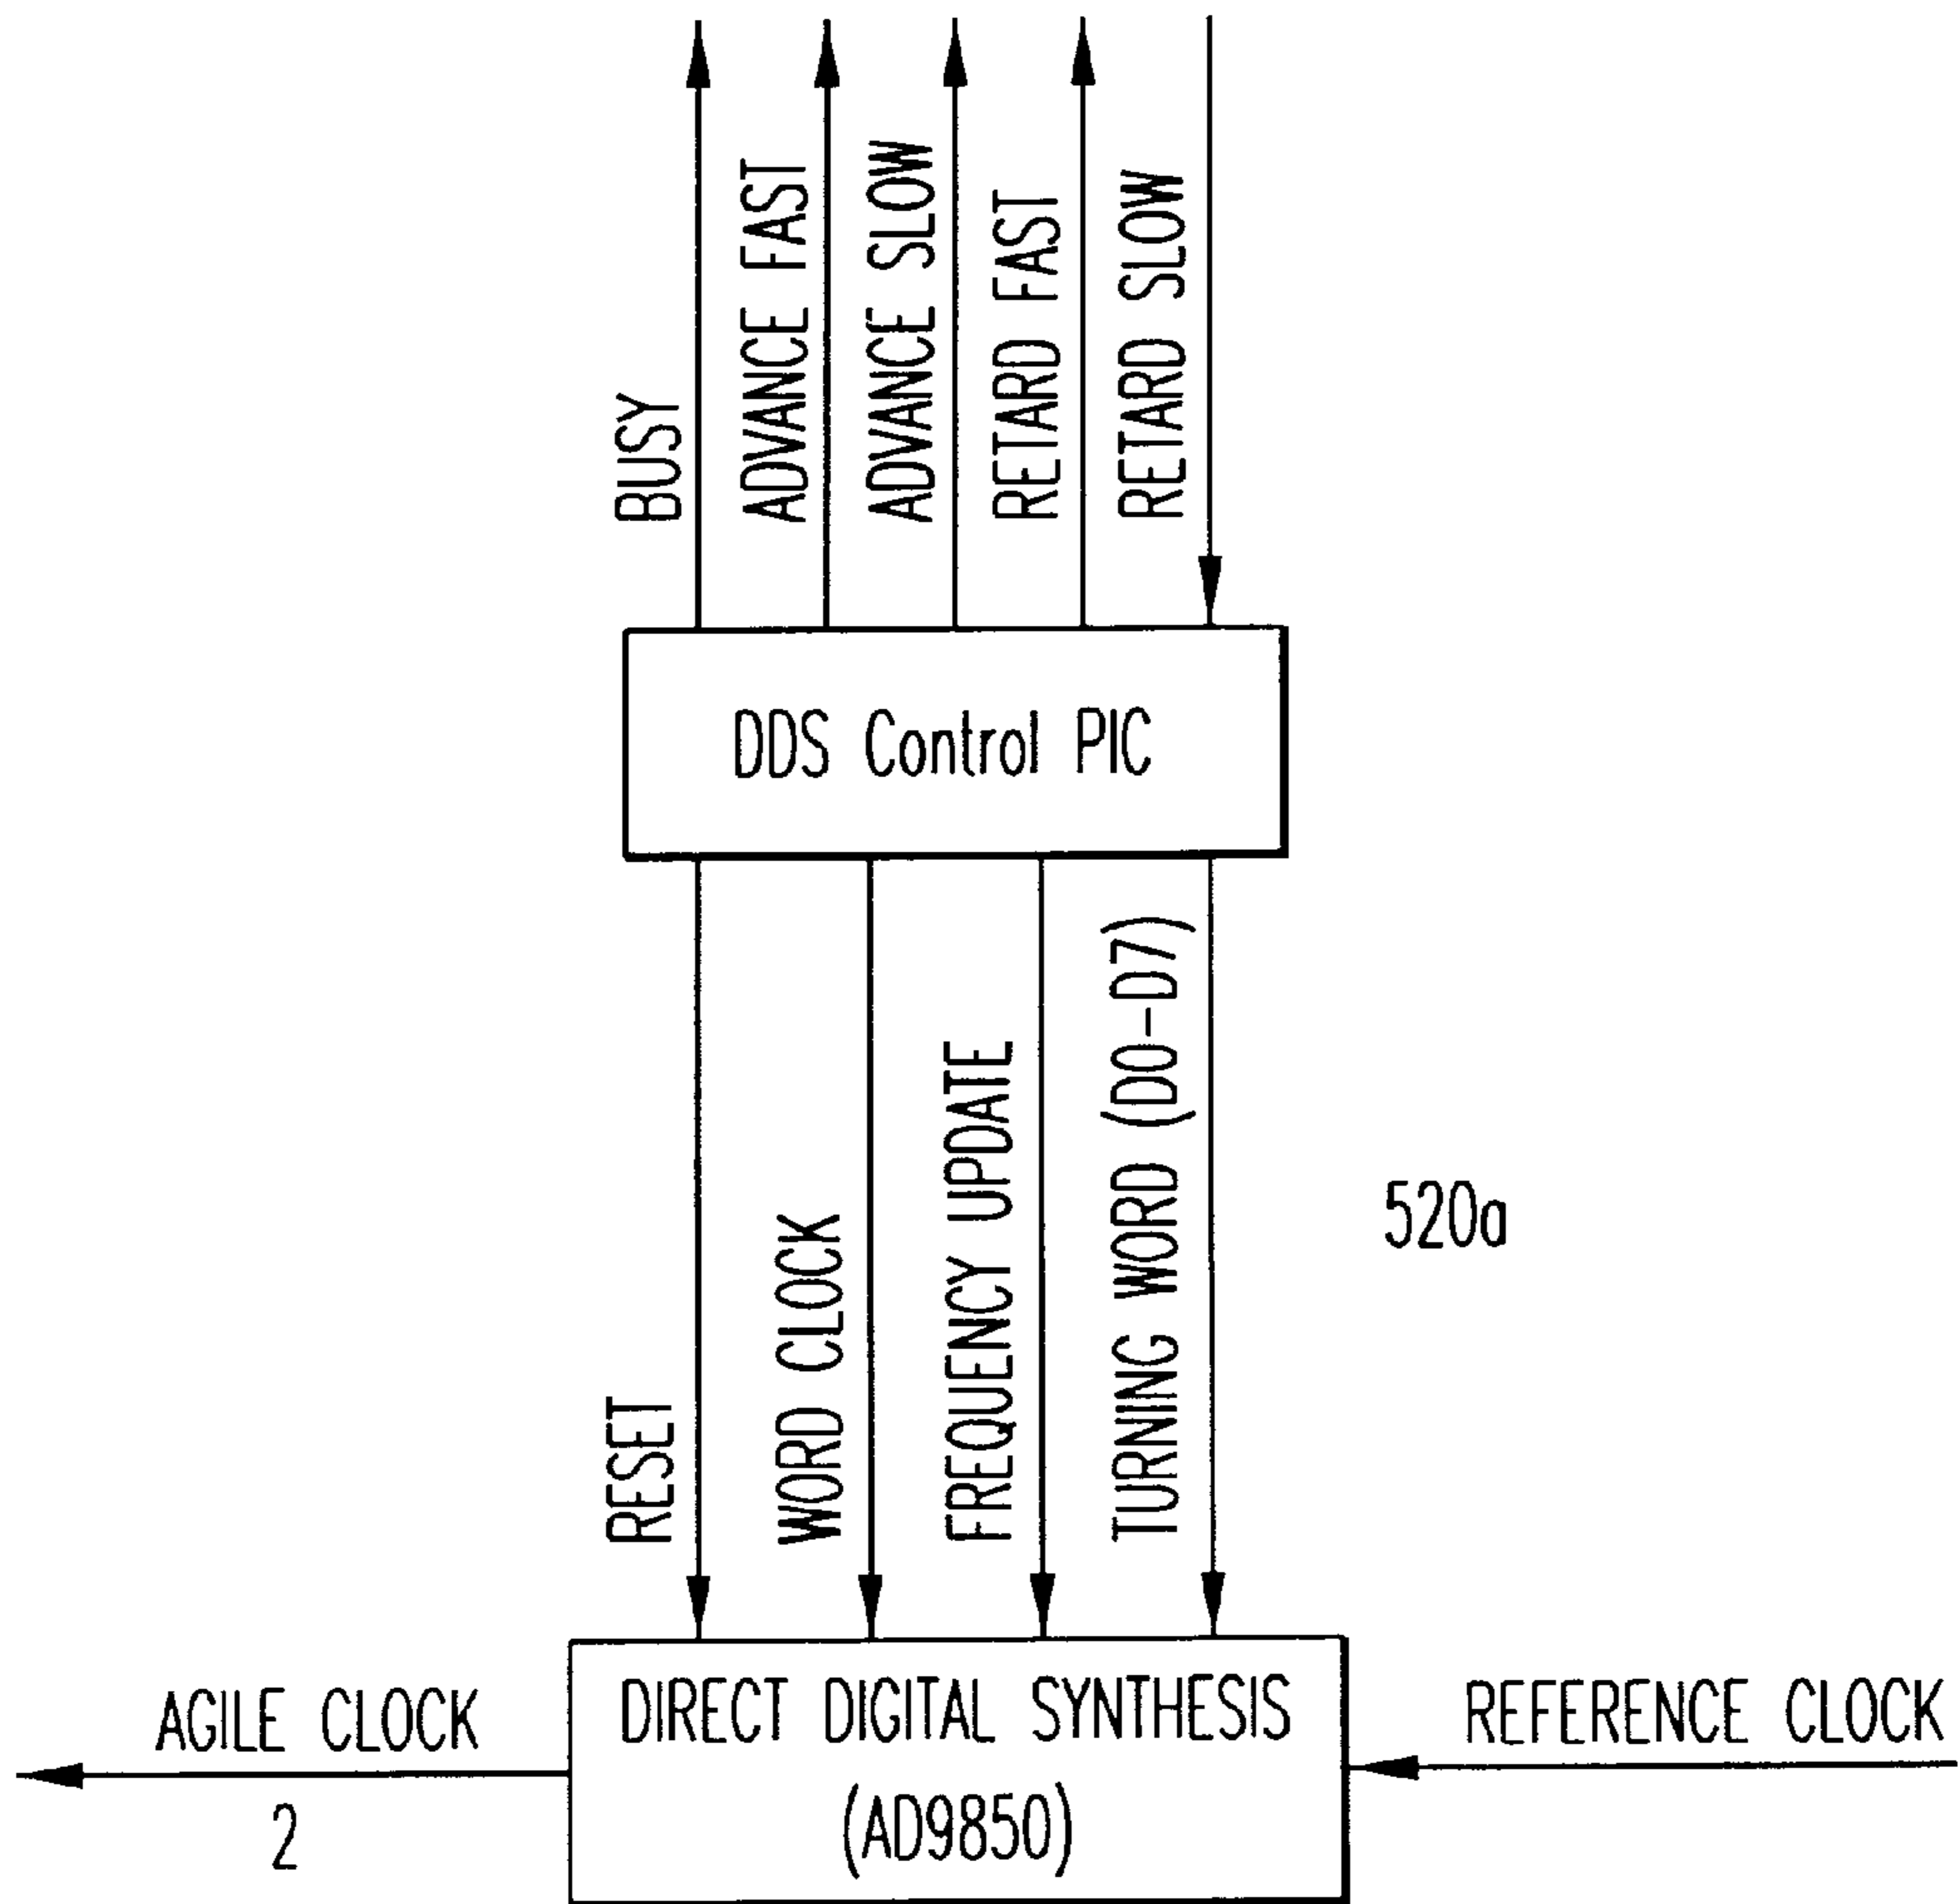 BUSY
ADVANCE FAST
ADVANCE SLOW
RETARD FAST
RETARD SLOW
DDS Control PIC
RESET
WORD CLOCK
FREQUENCY UPDATE
TURNING WORD (D0-D7)
520a
AGILE CLOCK
2
DIRECT DIGITAL SYNTHESIS
(AD9850)
REFERENCE CLOCK